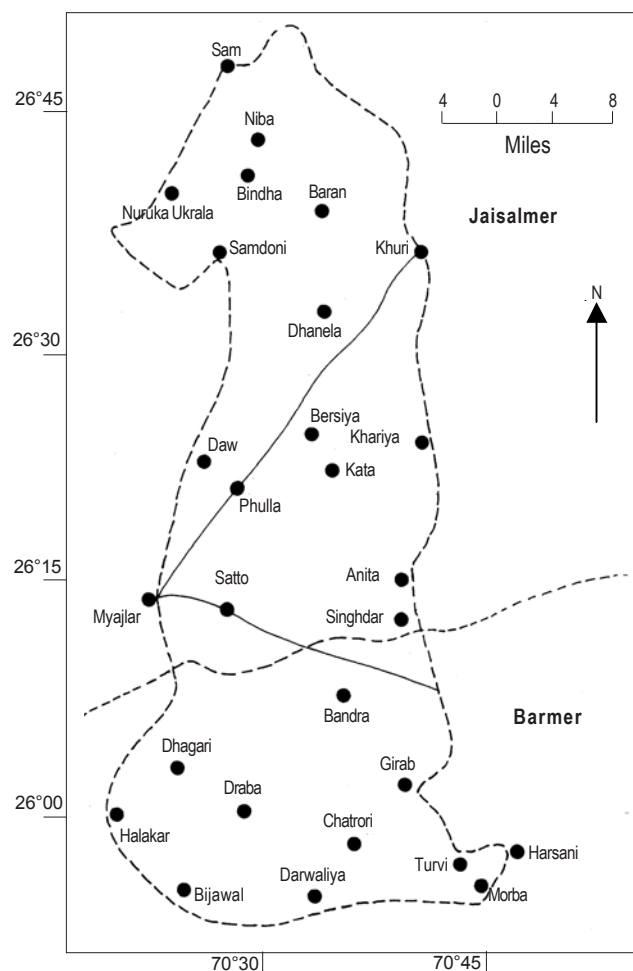 Sam
26°45
4 0 4 8
Miles
Niba
Bindha
Nuruka Ukrala
Baran
Jaisalmer
Samdoni
Khuri
N
Dhanela
26°30
Bersiya
Khariya
Daw
Kata
Phulla
26°15
Anita
Satto
Myajlar
Singhdar
Bandra
Barmer
Dhagari
Girab
Draba
26°00
Chatrori
Halakar
Turvi
Harsani
Darwaliya
Bijawal
Morba
70°30
70°45